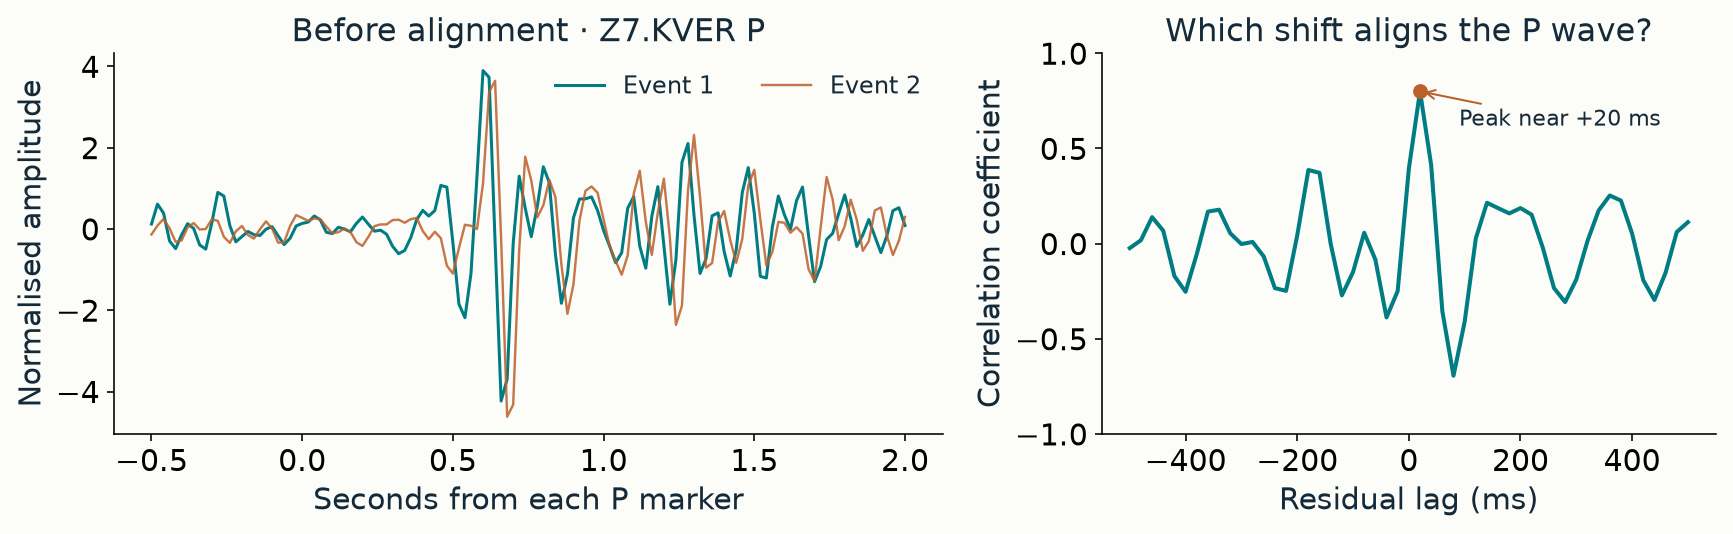 Before alignment · Z7.KVER P
Normalised amplitude
4
2
0
−2
−4
Event 1
Event 2
−0.5
0.0
0.5
1.0
1.5
2.0
Seconds from each P marker
Which shift aligns the P wave?
Correlation coefficient
1.0
0.5
0.0
−0.5
−1.0
Peak near +20 ms
−400
−200
0
200
400
Residual lag (ms)